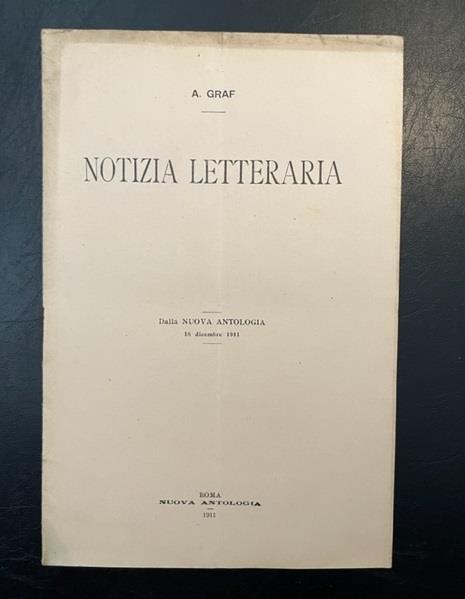 A. GRAF
NOTIZIA LETTERARIA
Dalla NUOVA ANTOLOGIA
16 dicembre 1911
ROMA
NUOVA ANTOLOGIA
1911